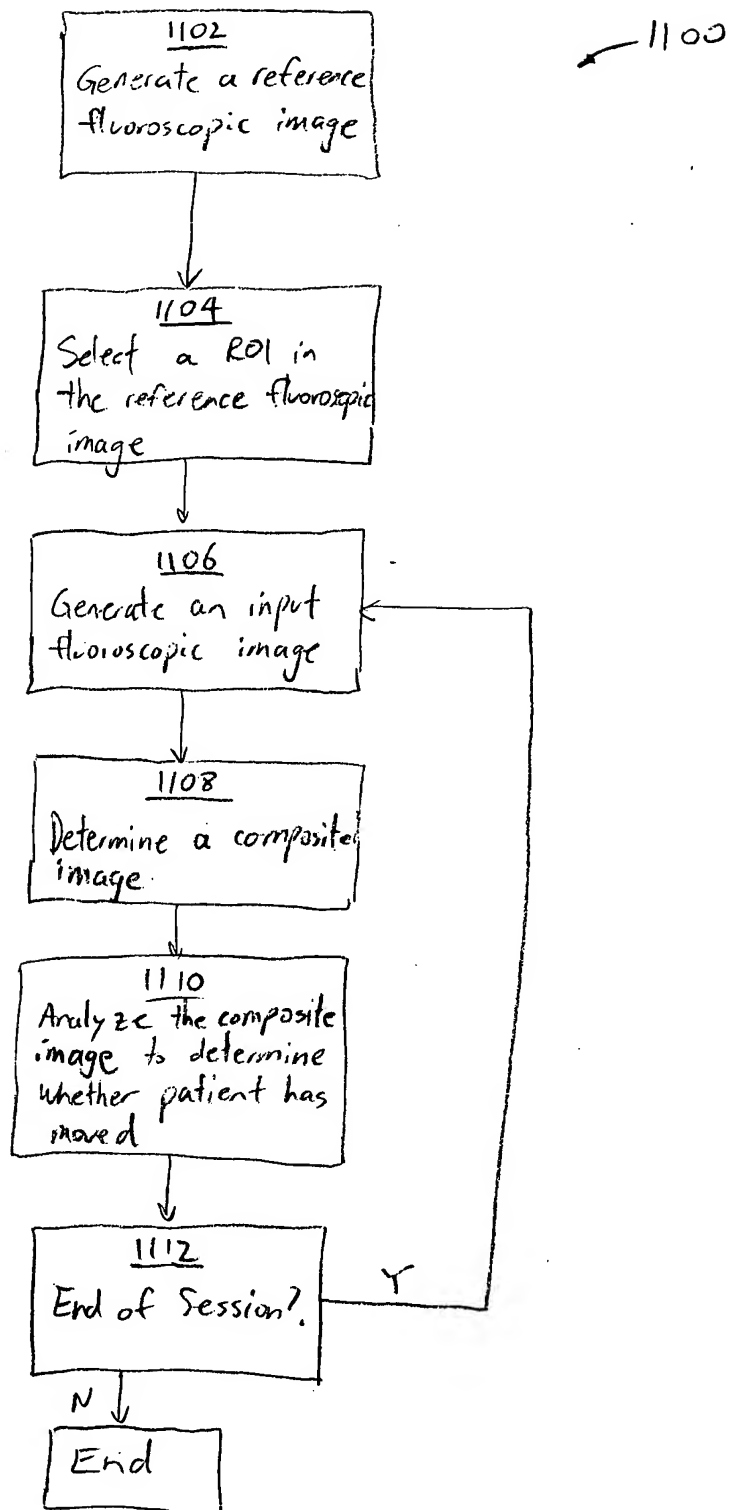 1100
1102
Generate a reference
fluoroscopic image
1104
Select a ROI in
the reference fluorosopic
image
1106
Generate an input
fluoroscopic image
1108
Determine a composite
image
1110
Analyze the composite
image to determine
whether patient has
moved
1112
End of Session?.
Y
N
End